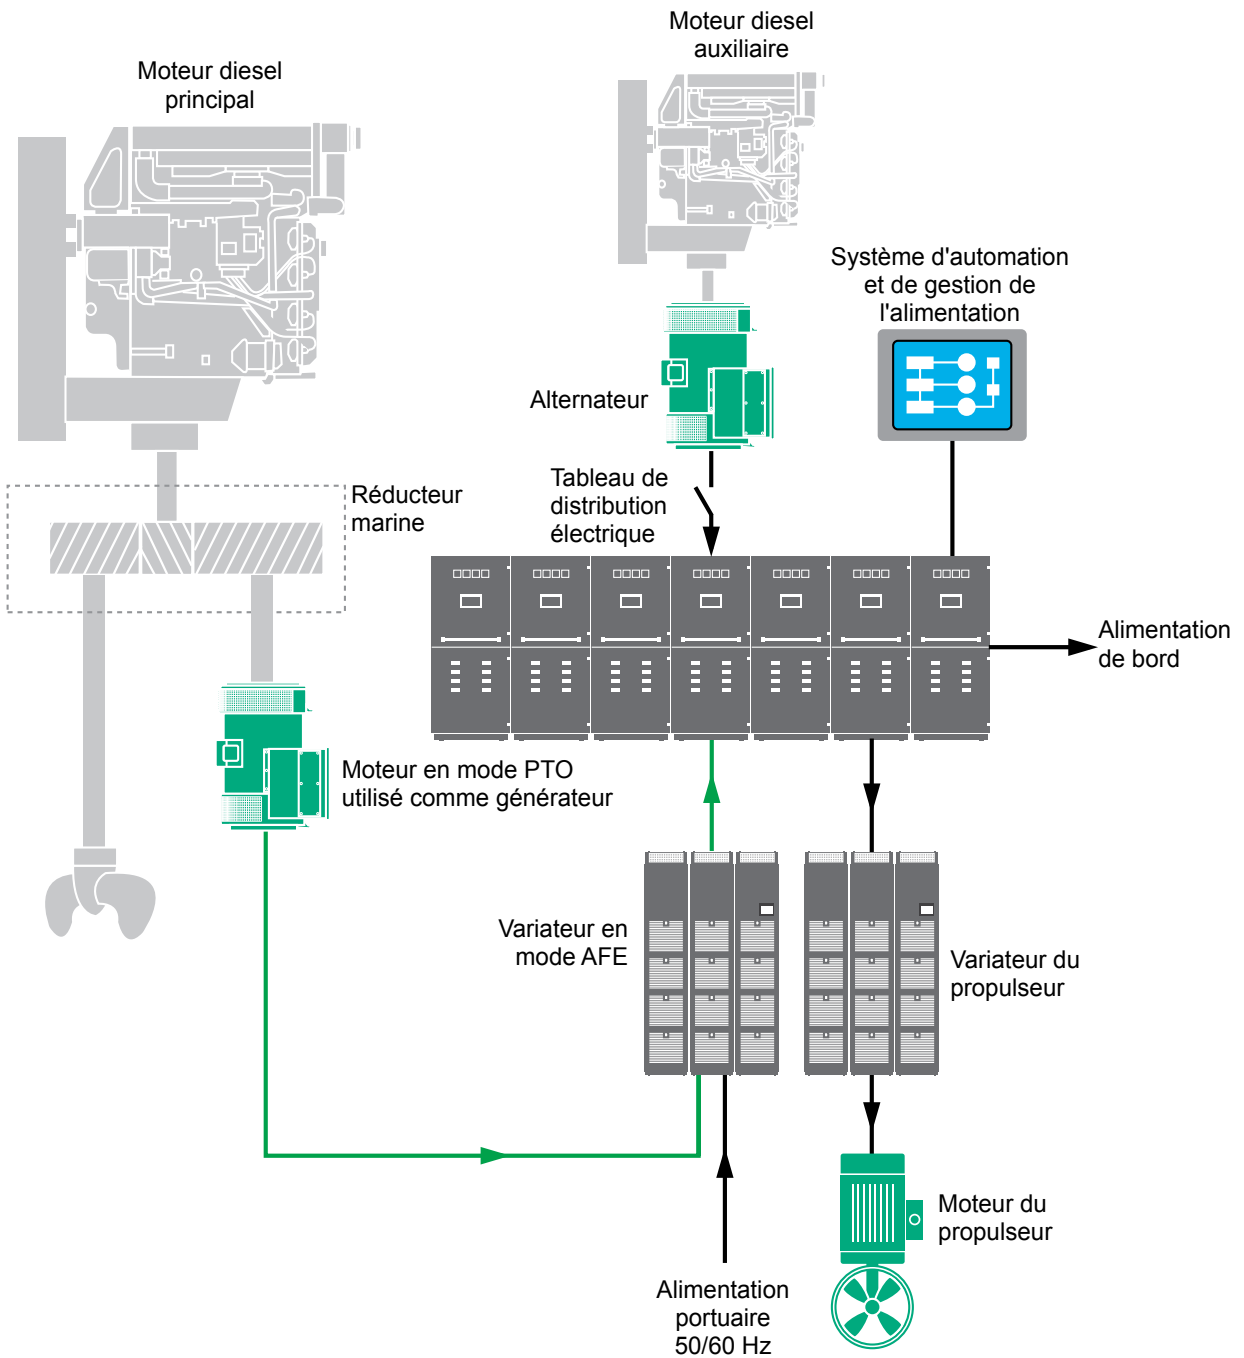 Moteur diesel
auxiliaire
Moteur diesel
principal
Système d'automation
et de gestion de
l'alimentation
Alternateur
Réducteur
marine
Tableau de
distribution
électrique
Alimentation
de bord
Moteur en mode PTO
utilisé comme générateur
Variateur en
mode AFE
Variateur du
propulseur
Moteur du
propulseur
Alimentation
portuaire
50/60 Hz